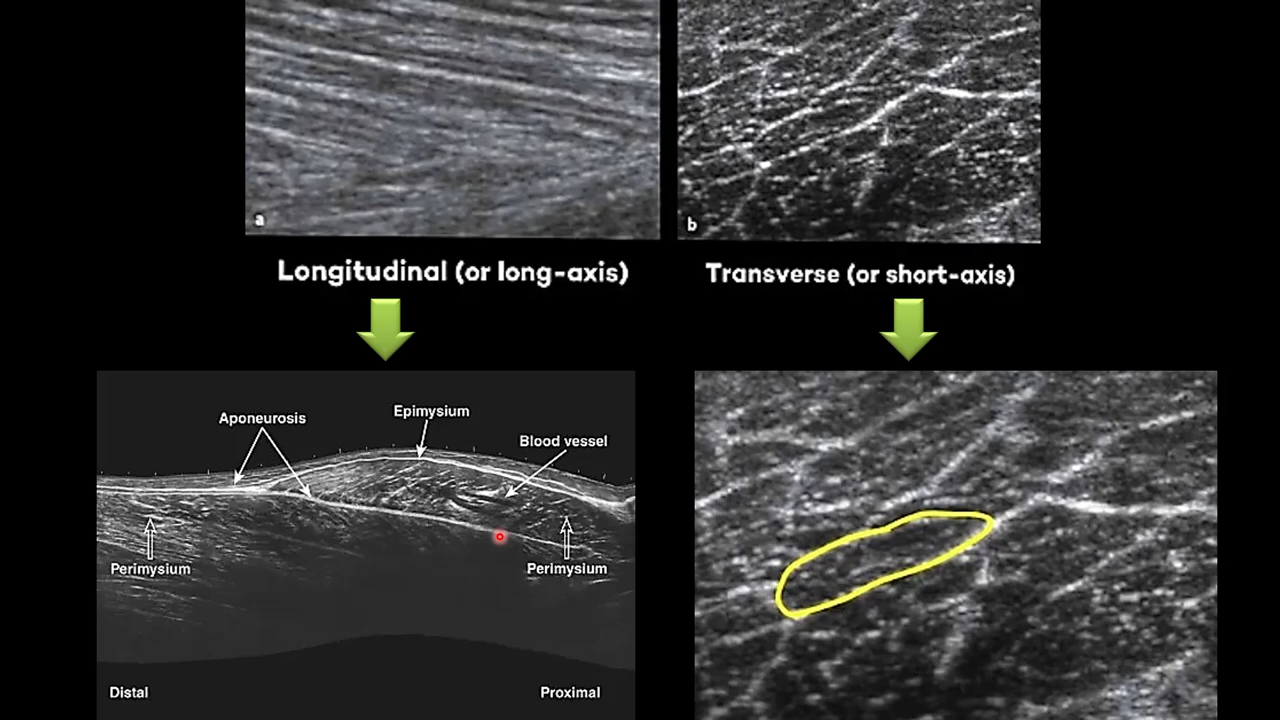 a
b
Longitudinal (or long-axis)
Transverse (or short-axis)
Aponeurosis
Epimysium
Blood vessel
Perimysium
Perimysium
Distal
Proximal